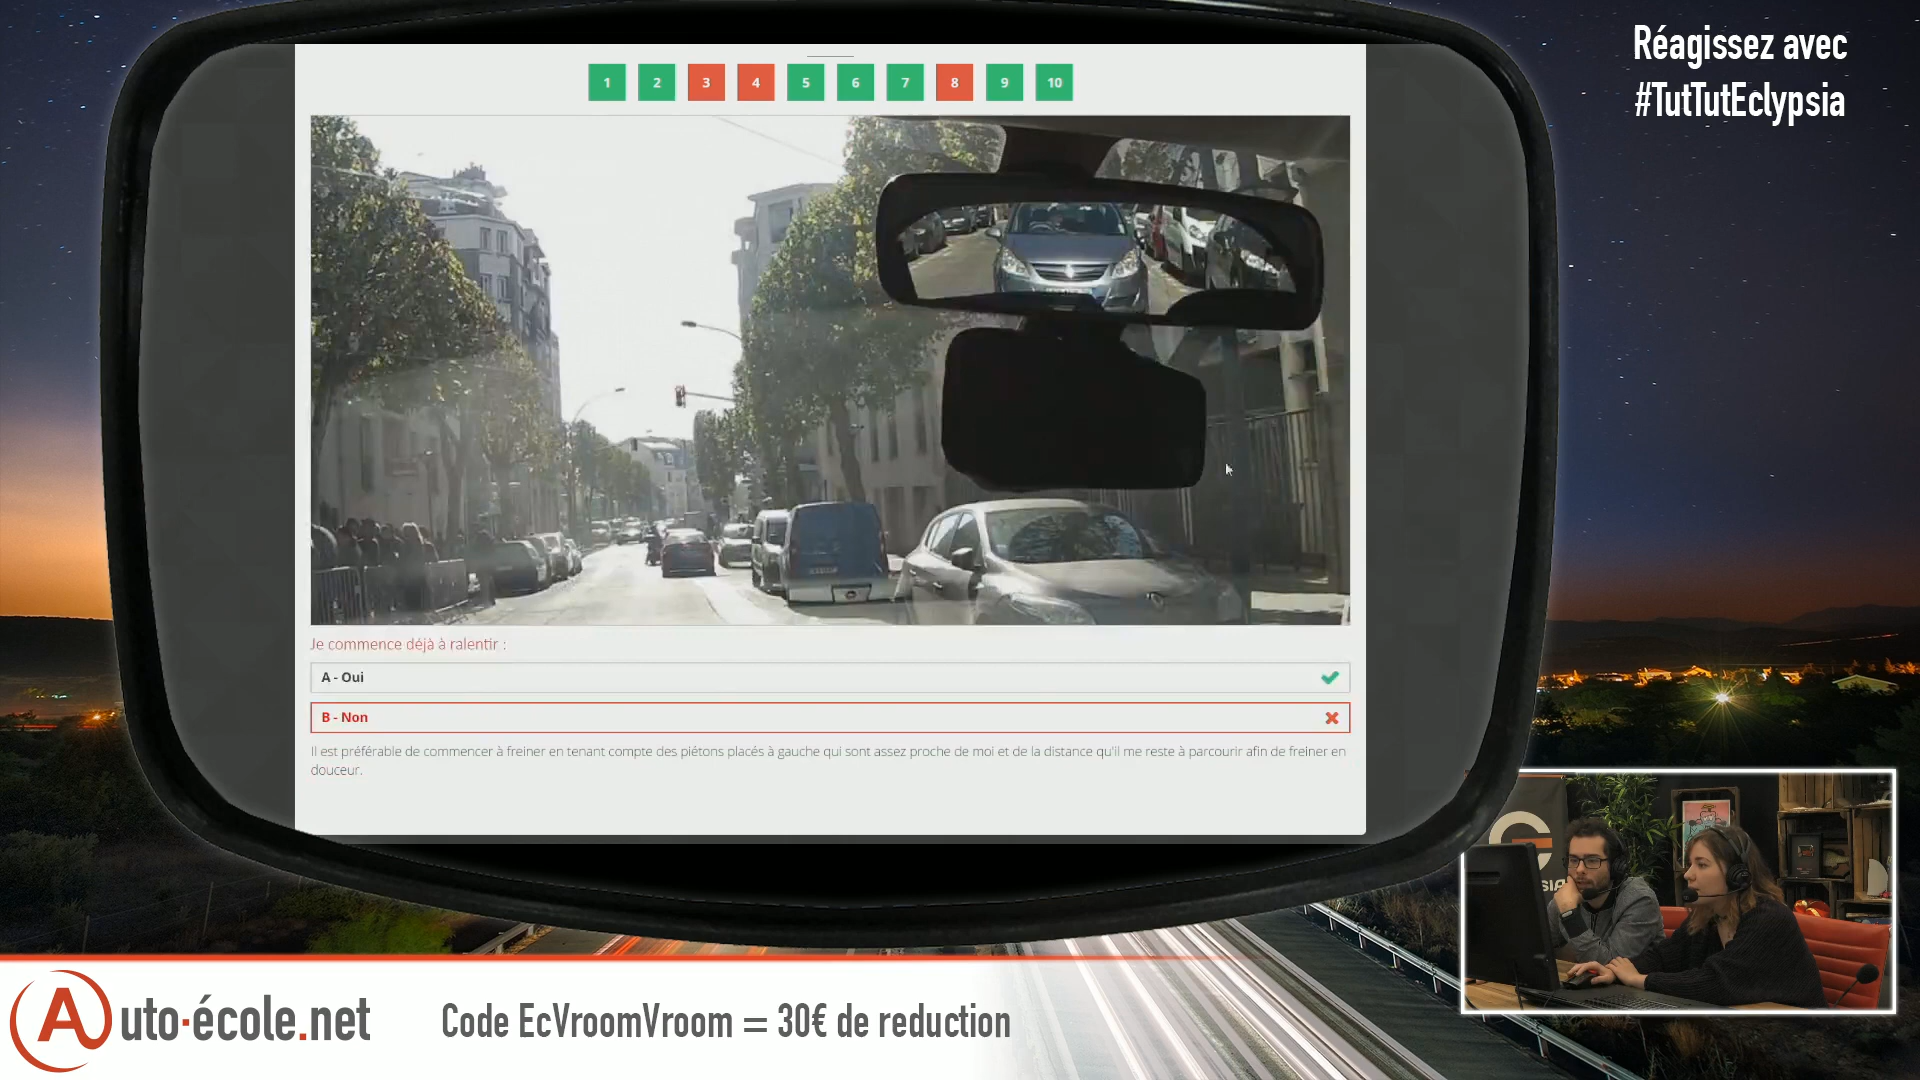 Réagissez avec
#TutTutEclypsia
1 2 3 4 5 6 7 8 9 10
Je commence déjà à ralentir :
A - Oui
B - Non
Il est préférable de commencer à freiner en tenant compte des piétons placés à gauche qui sont assez proche de moi et de la distance qu'il me reste à parcourir afin de freiner en
douceur.
Auto·école.net
Code EcVroomVroom = 30€ de reduction